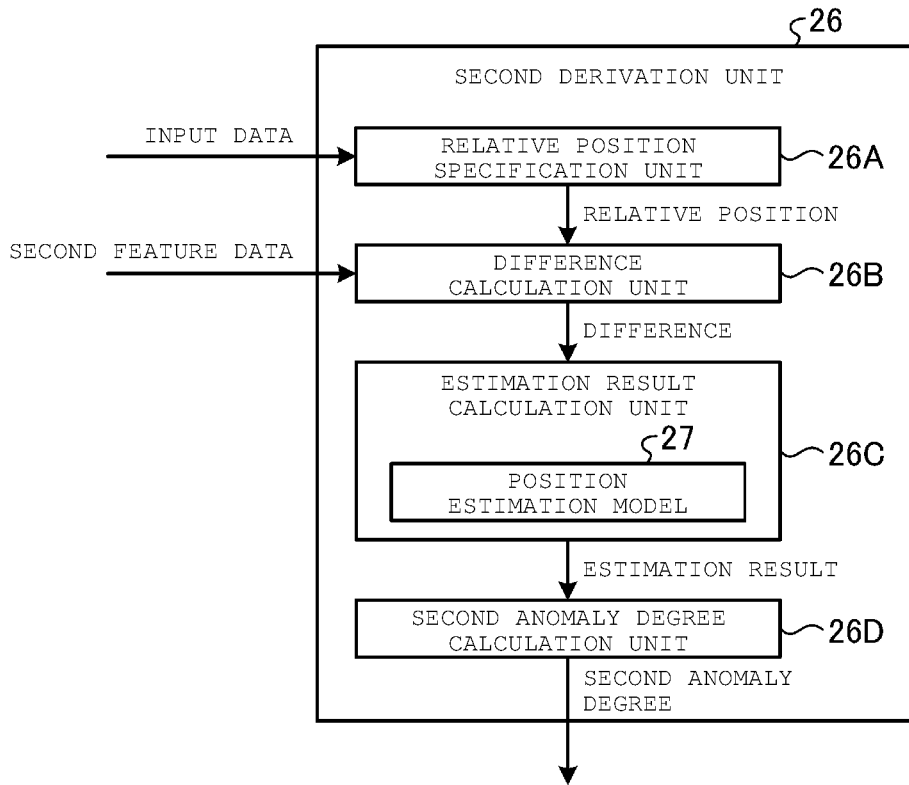 26
SECOND DERIVATION UNIT
INPUT DATA
RELATIVE POSITION
SPECIFICATION UNIT
26A
RELATIVE POSITION
SECOND FEATURE DATA
DIFFERENCE
CALCULATION UNIT
26B
DIFFERENCE
ESTIMATION RESULT
CALCULATION UNIT
27
26C
POSITION
ESTIMATION MODEL
ESTIMATION RESULT
SECOND ANOMALY DEGREE
CALCULATION UNIT
26D
SECOND ANOMALY
DEGREE